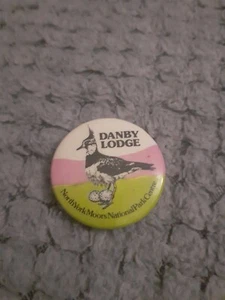 DANBY
LODGE
North York Moors National Park Centre